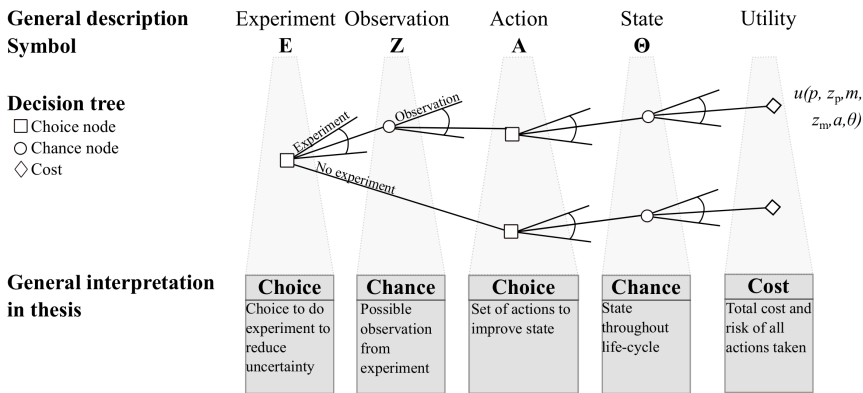 General description
Experiment
Observation
Action
State
Utility
Symbol
E
Z
A
Θ
Decision tree
Choice node
Chance node
Cost
Experiment
Observation
No experiment
u(p, z_p,m,
z_m,a,θ)
General interpretation
in thesis
Choice
Choice to do
experiment to
reduce
uncertainty
Chance
Possible
observation
from
experiment
Choice
Set of actions to
improve state
Chance
State
throughout
life-cycle
Cost
Total cost and
risk of all
actions taken